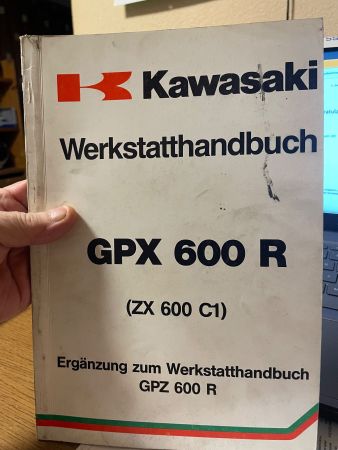 Kawasaki
Werkstatthandbuch
GPX 600 R
(ZX 600 C1)
Ergänzung zum Werkstatthandbuch
GPZ 600 R